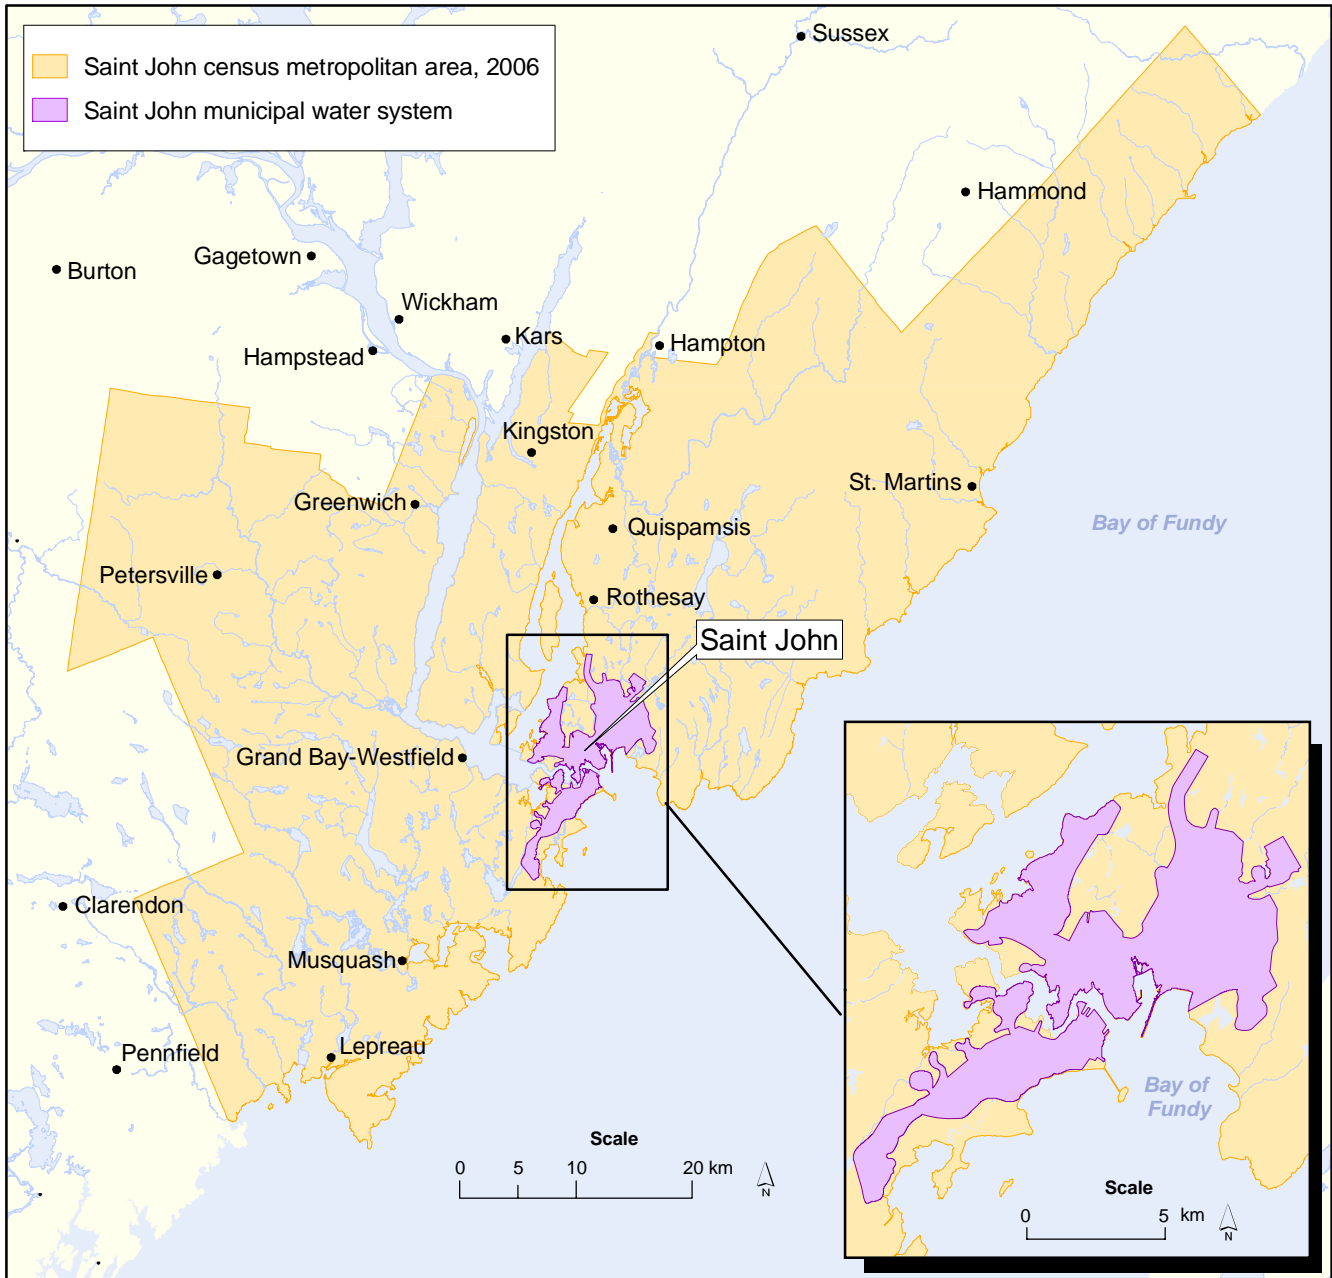 Saint John census metropolitan area, 2006
Saint John municipal water system
Sussex
Hammond
Gagetown
Burton
Wickham
Kars
Hampstead
Hampton
Kingston
Greenwich
St. Martins
Quispamsis
Bay of Fundy
Petersville
Rothesay
Saint John
Grand Bay-Westfield
Clarendon
Musquash
Lepreau
Pennfield
Scale
0 5 10 20 km
N
Bay of
Fundy
Scale
0 5 km
N